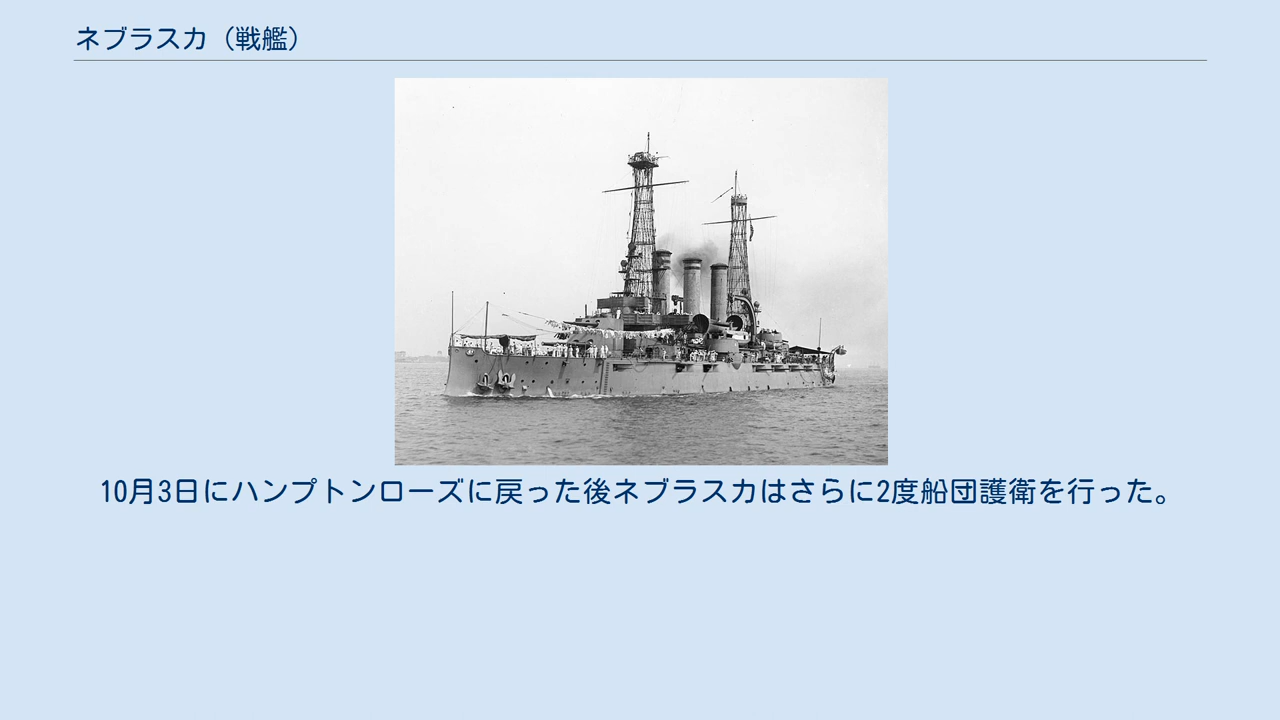 ネブラスカ（戦艦）
10月3日にハンプトンローズに戻った後ネブラスカはさらに2度船団護衛を行った。